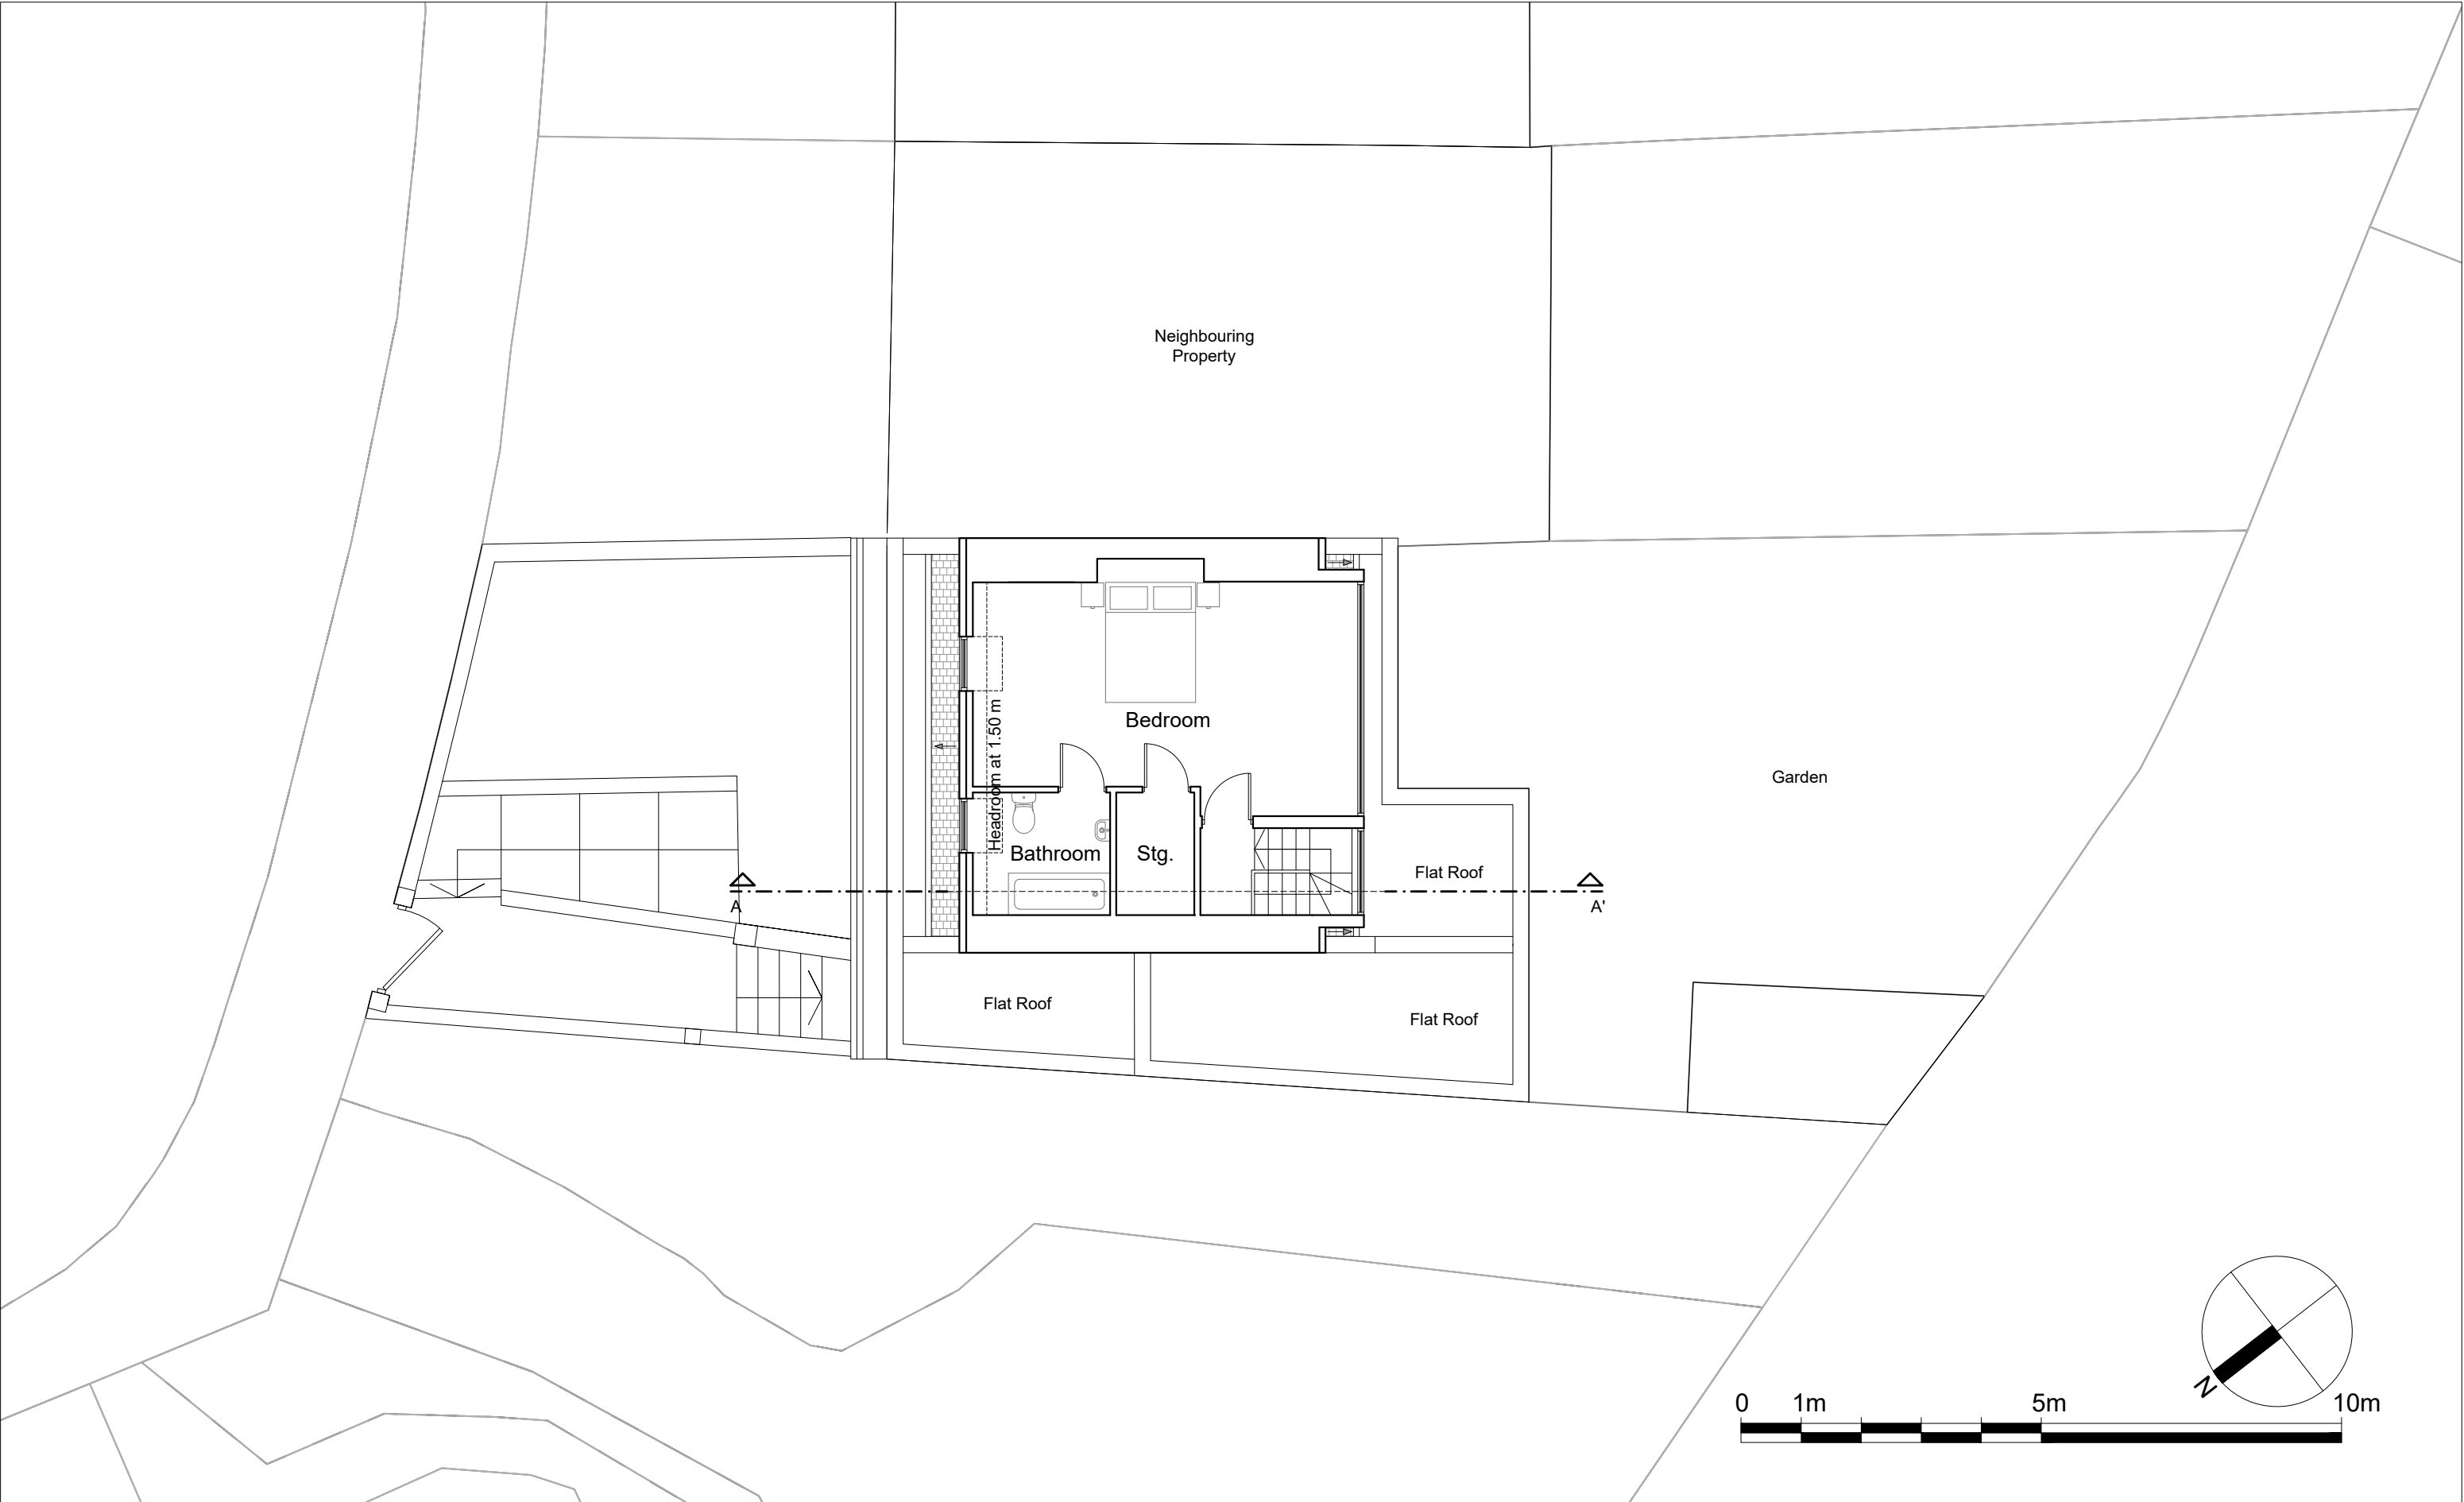 Neighbouring
Property
Headroom at 1.50 m
Bedroom
Garden
Bathroom
Stg.
Flat Roof
A
A'
Flat Roof
Flat Roof
N
0 1m 5m 10m